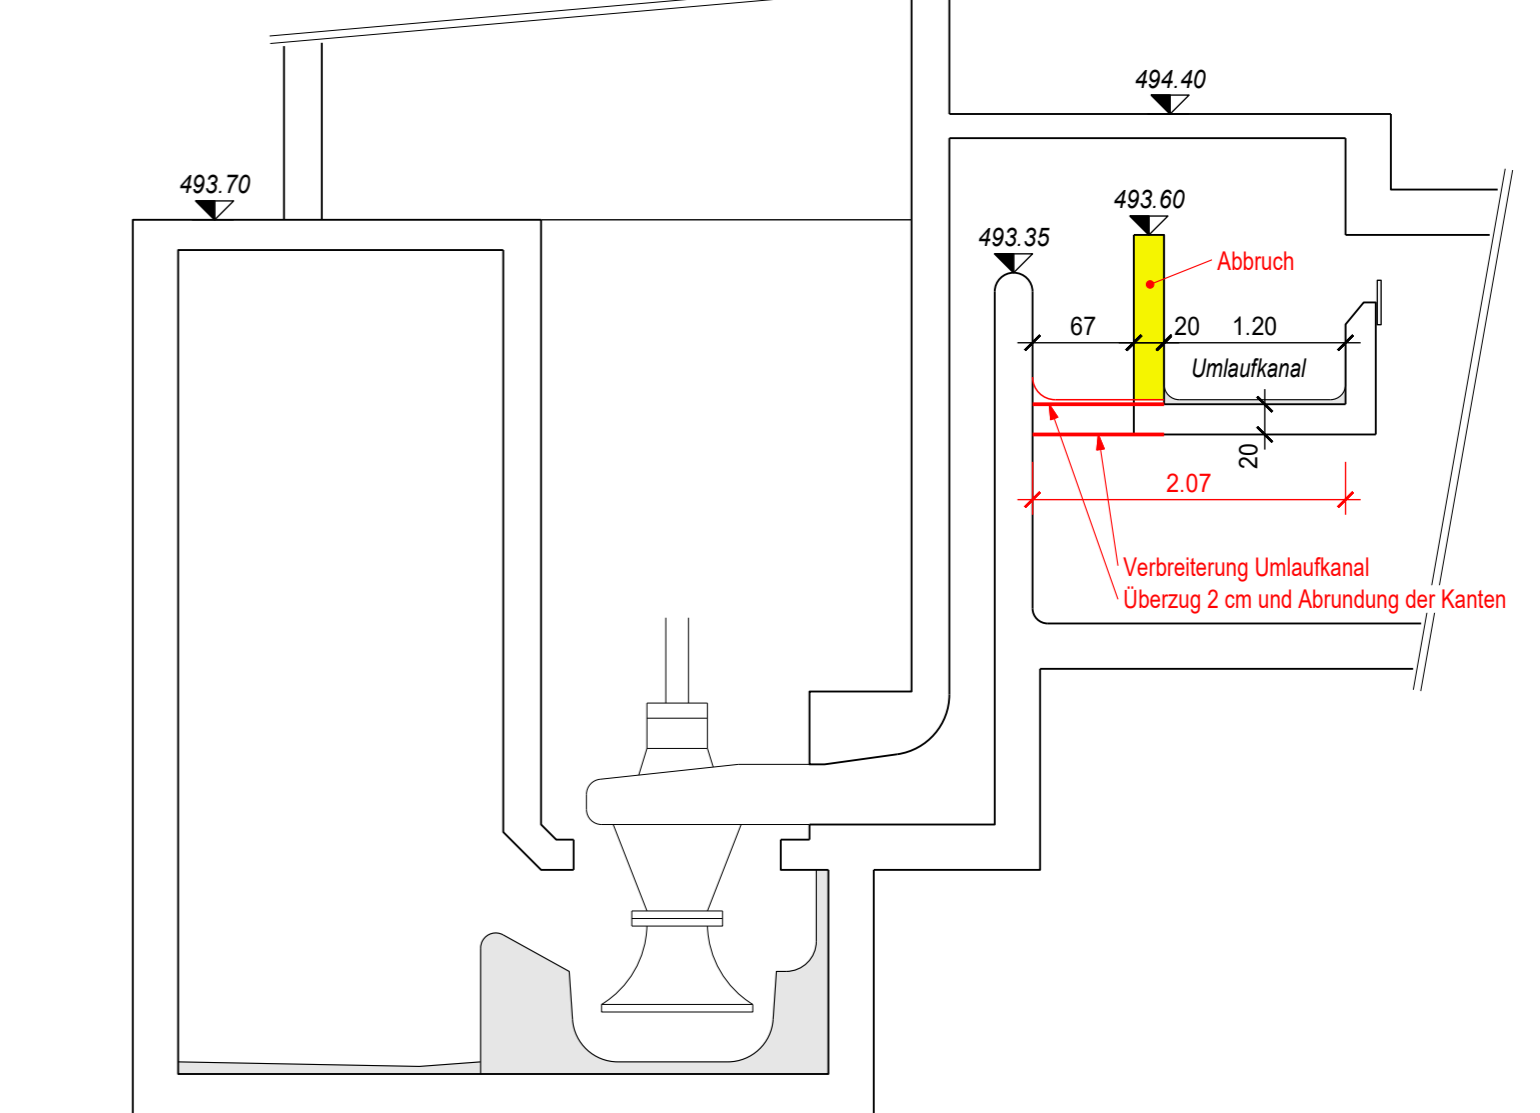 494.40
493.70
493.60
493.35
Abbruch
67
20
1.20
Umlaufkanal
20
2.07
Verbreiterung Umlaufkanal
Überzug 2 cm und Abrundung der Kanten